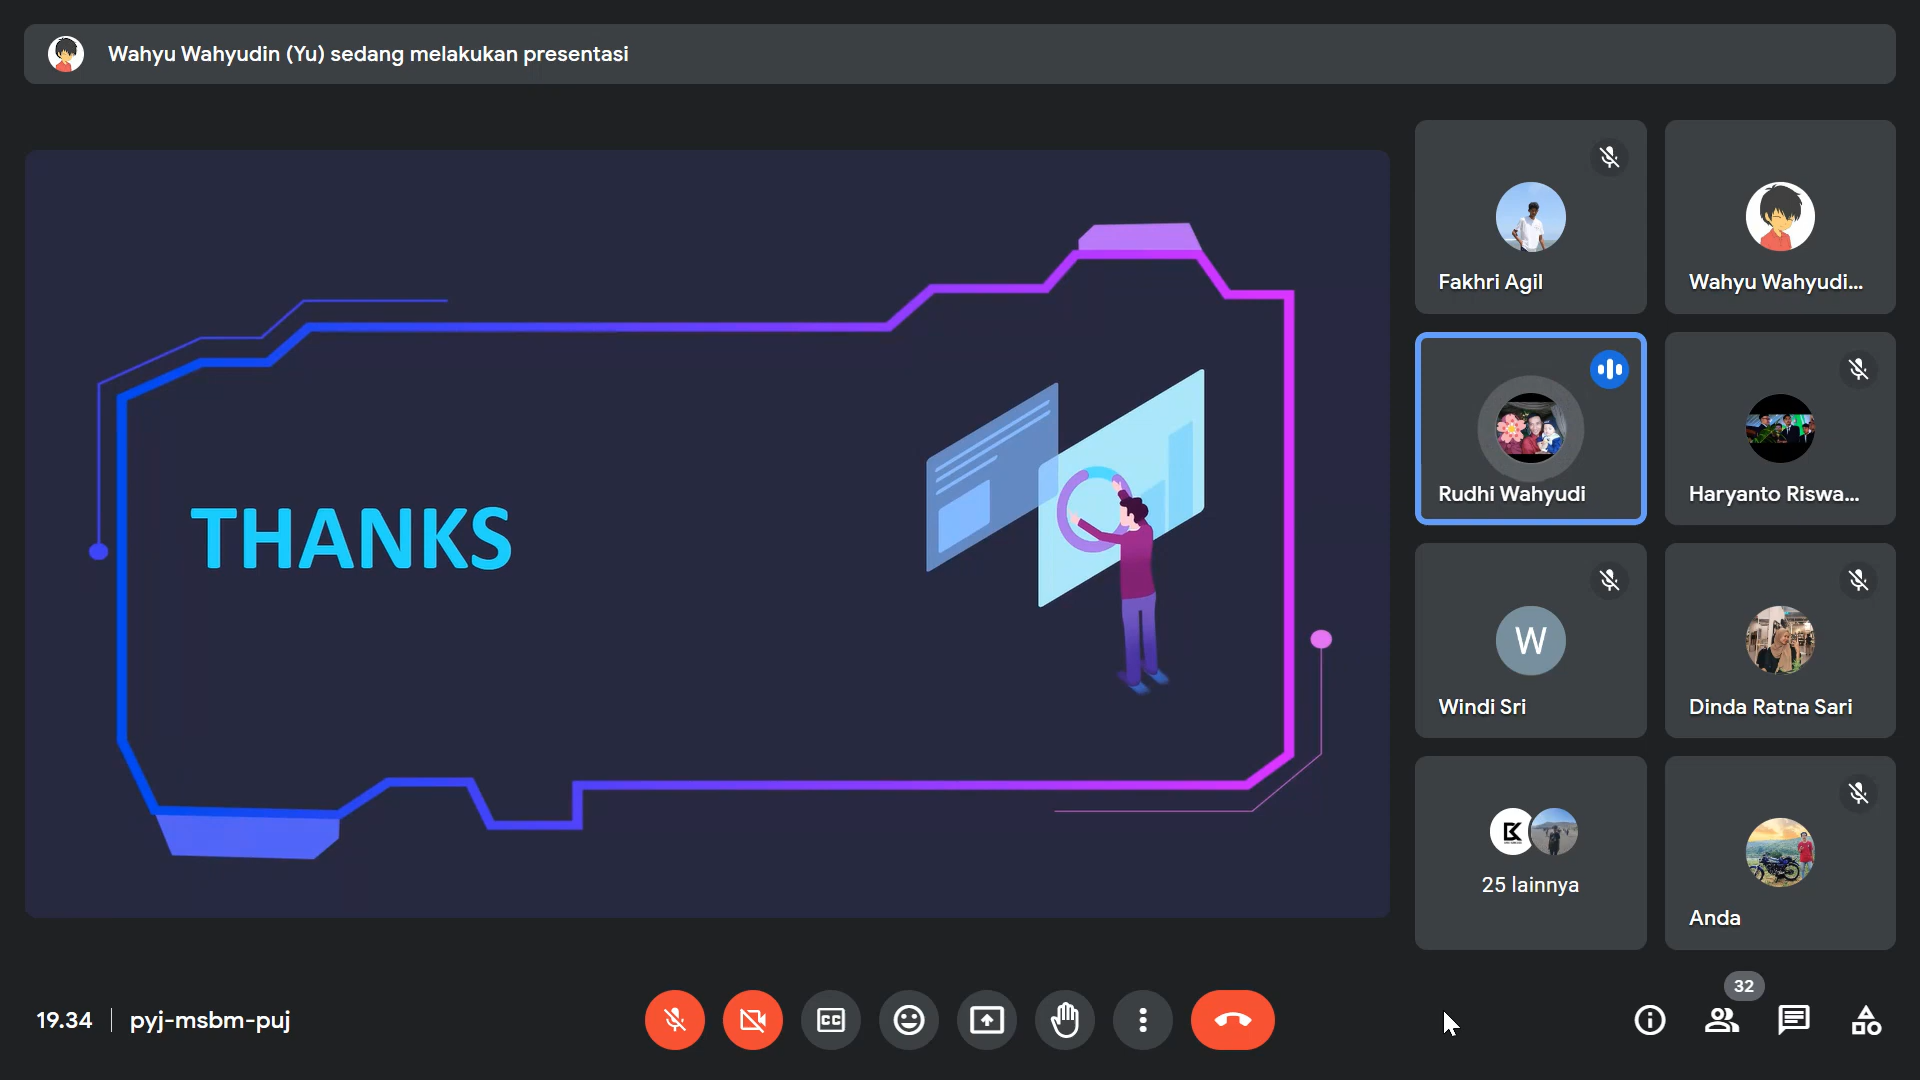 Wahyu Wahyudin (Yu) sedang melakukan presentasi
THANKS
Fakhri Agil
Wahyu Wahyudi...
Rudhi Wahyudi
Haryanto Riswa...
W
Windi Sri
Dinda Ratna Sari
25 lainnya
Anda
19.34 | pyj-msbm-puj
CC
32